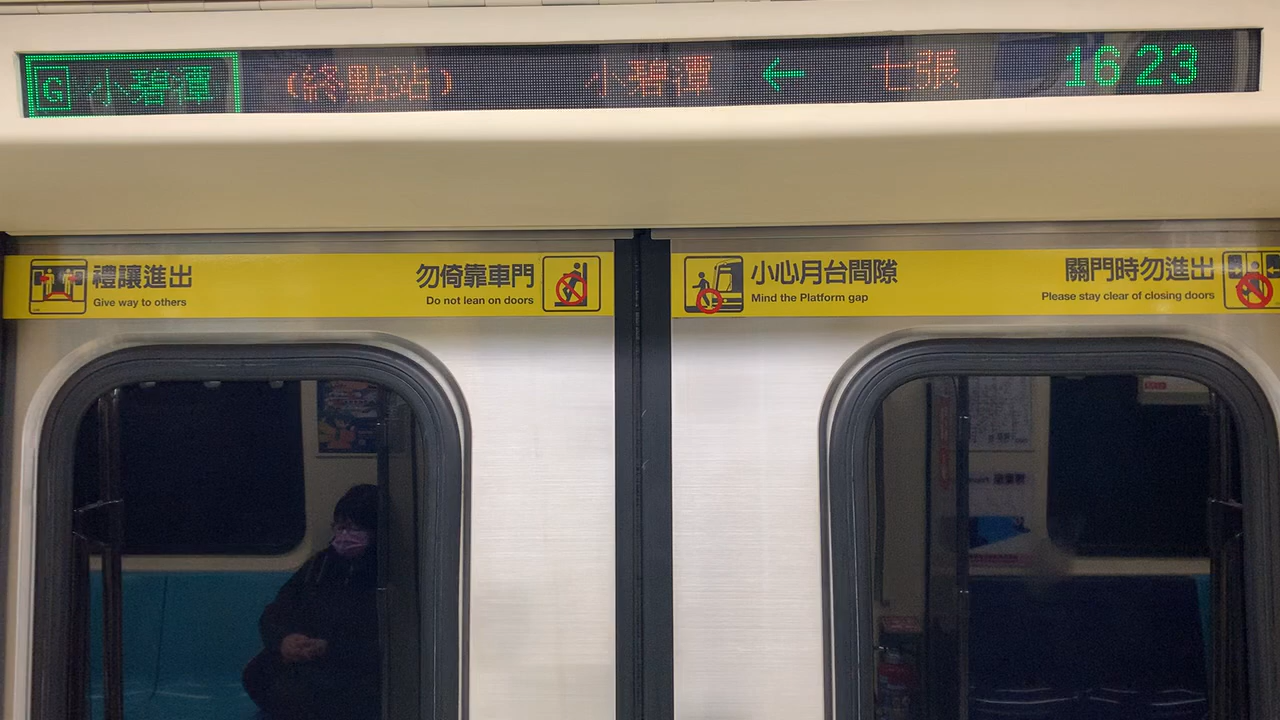 G 小碧潭 (終點站) 小碧潭 ← 七張 16 23
禮讓進出
Give way to others
勿倚靠車門
Do not lean on doors
小心月台間隙
Mind the Platform gap
關門時勿進出
Please stay clear of closing doors